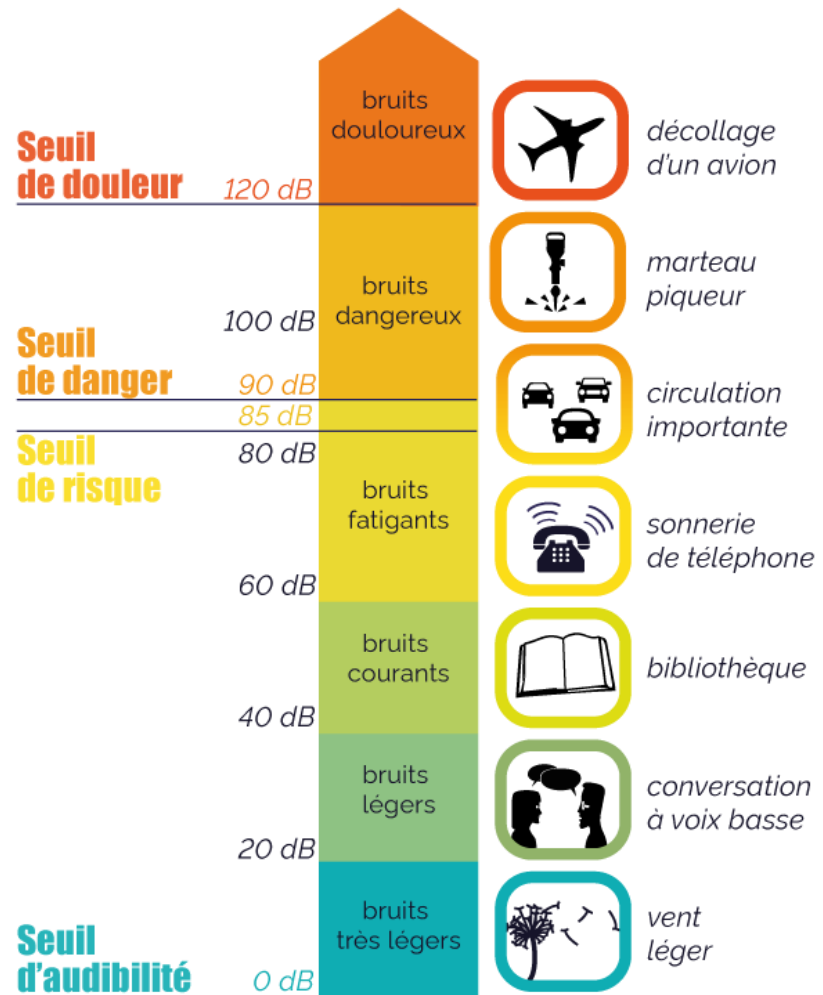 bruits
douloureux
décollage
d'un avion
Seuil
de douleur
120 dB
bruits
dangereux
marteau
piqueur
100 dB
Seuil
de danger
90 dB
85 dB
circulation
importante
Seuil
de risque
80 dB
bruits
fatigants
sonnerie
de téléphone
60 dB
bruits
courants
bibliothèque
40 dB
bruits
légers
conversation
à voix basse
20 dB
bruits
très légers
vent
léger
Seuil
d'audibilité
0 dB